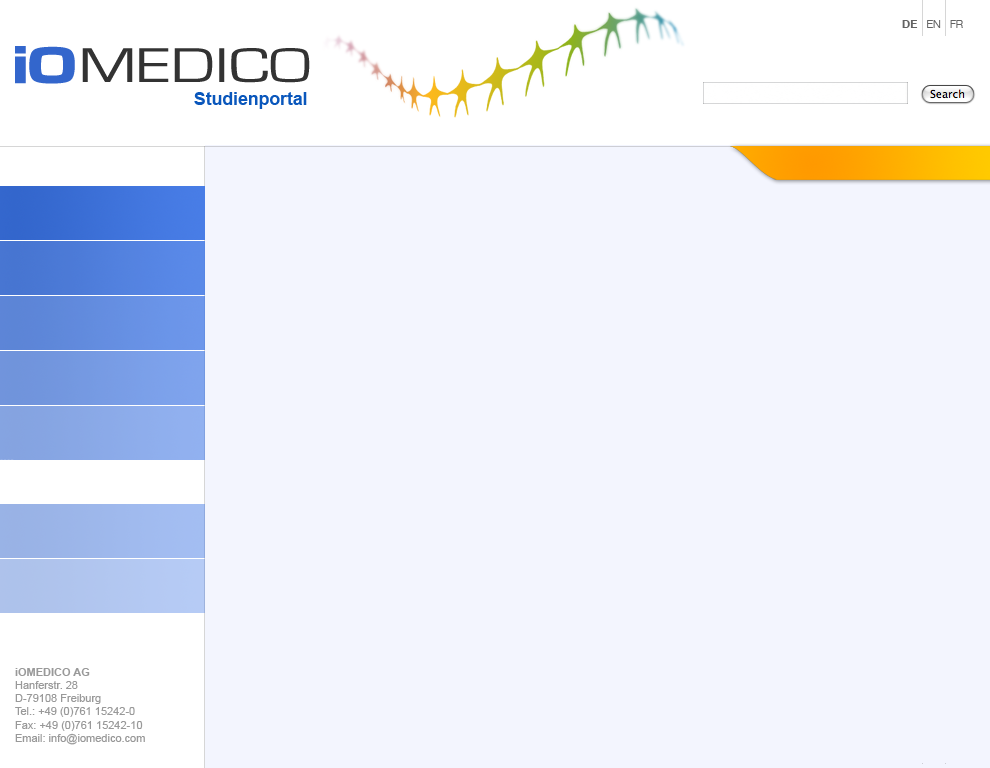 DE EN FR
iOMEDICO
Studienportal
Search
iOMEDICO AG
Hanferstr. 28
D-79108 Freiburg
Tel.: +49 (0)761 15242-0
Fax: +49 (0)761 15242-10
Email: info@iomedico.com